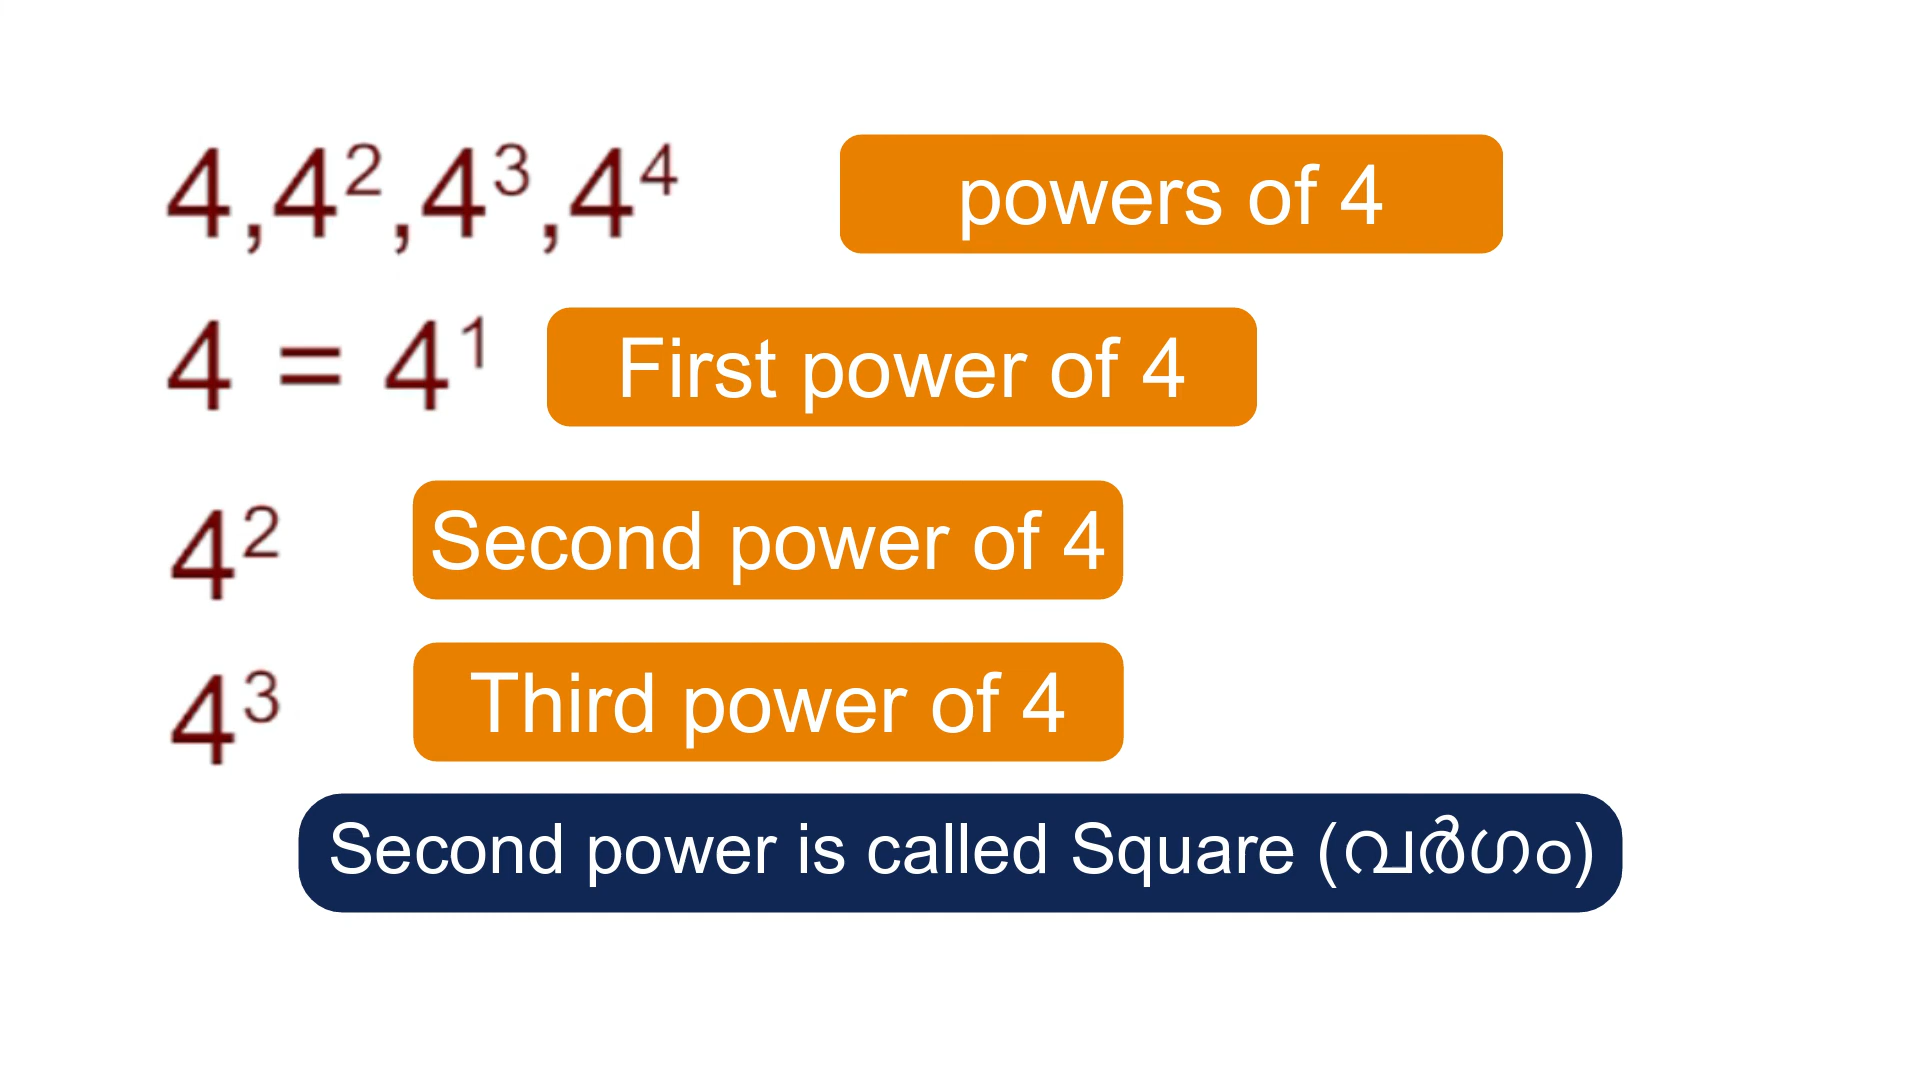 4,4²,4³,4⁴ powers of 4
4 = 4¹ First power of 4
4² Second power of 4
4³ Third power of 4
Second power is called Square (വർഗം)